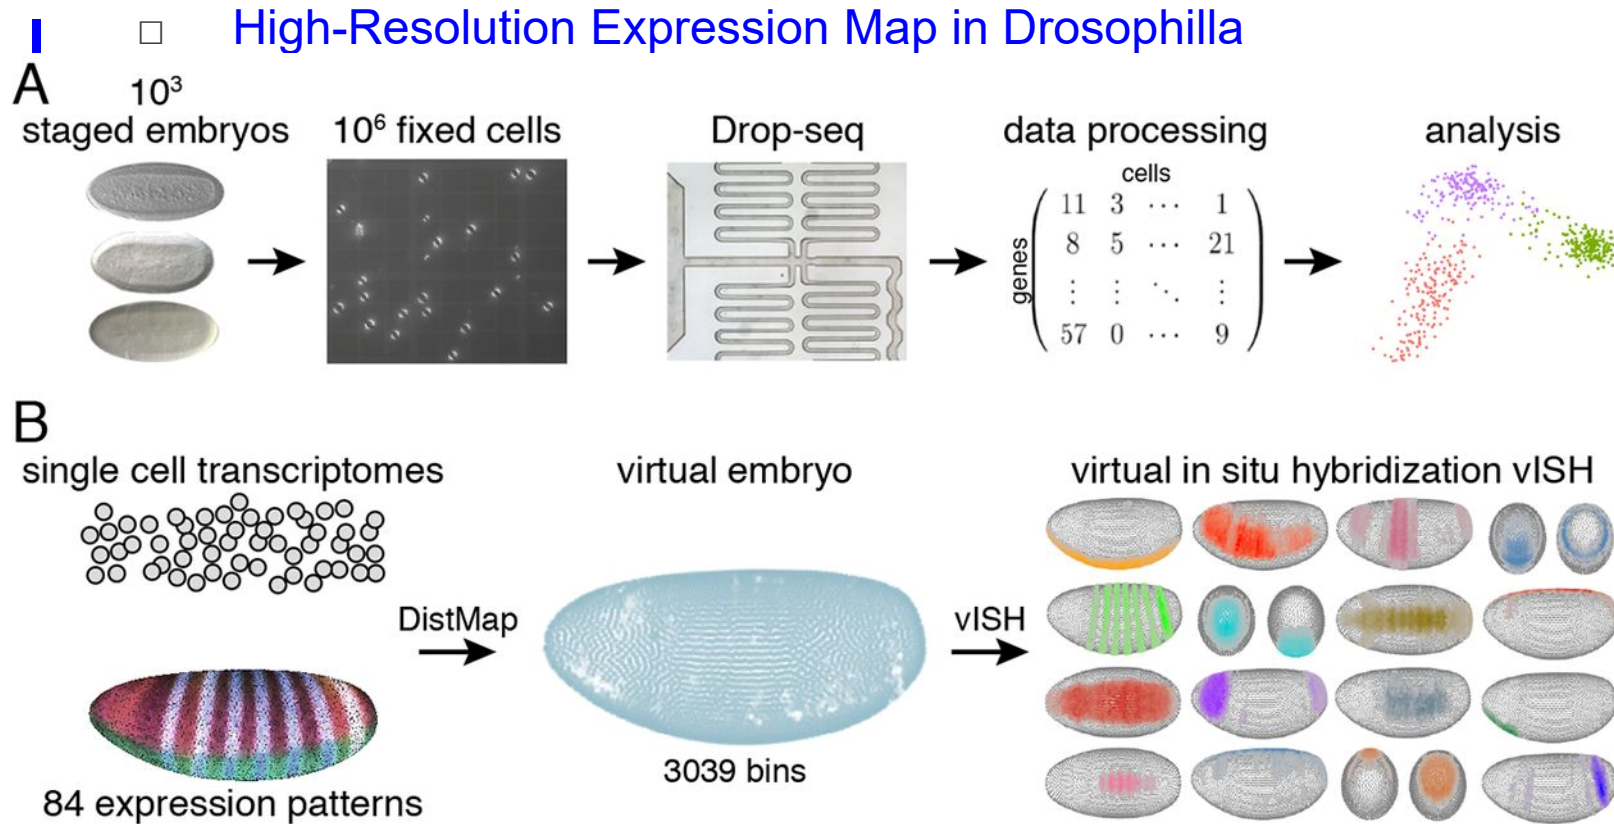 High-Resolution Expression Map in Drosophilla
A
10³
staged embryos
10⁶ fixed cells
Drop-seq
data processing
analysis
cells
genes
11 3 ⋯ 1
8 5 ⋯ 21
⋮ ⋮ ⋱ ⋮
57 0 ⋯ 9
B
single cell transcriptomes
virtual embryo
virtual in situ hybridization vISH
DistMap
vISH
3039 bins
84 expression patterns